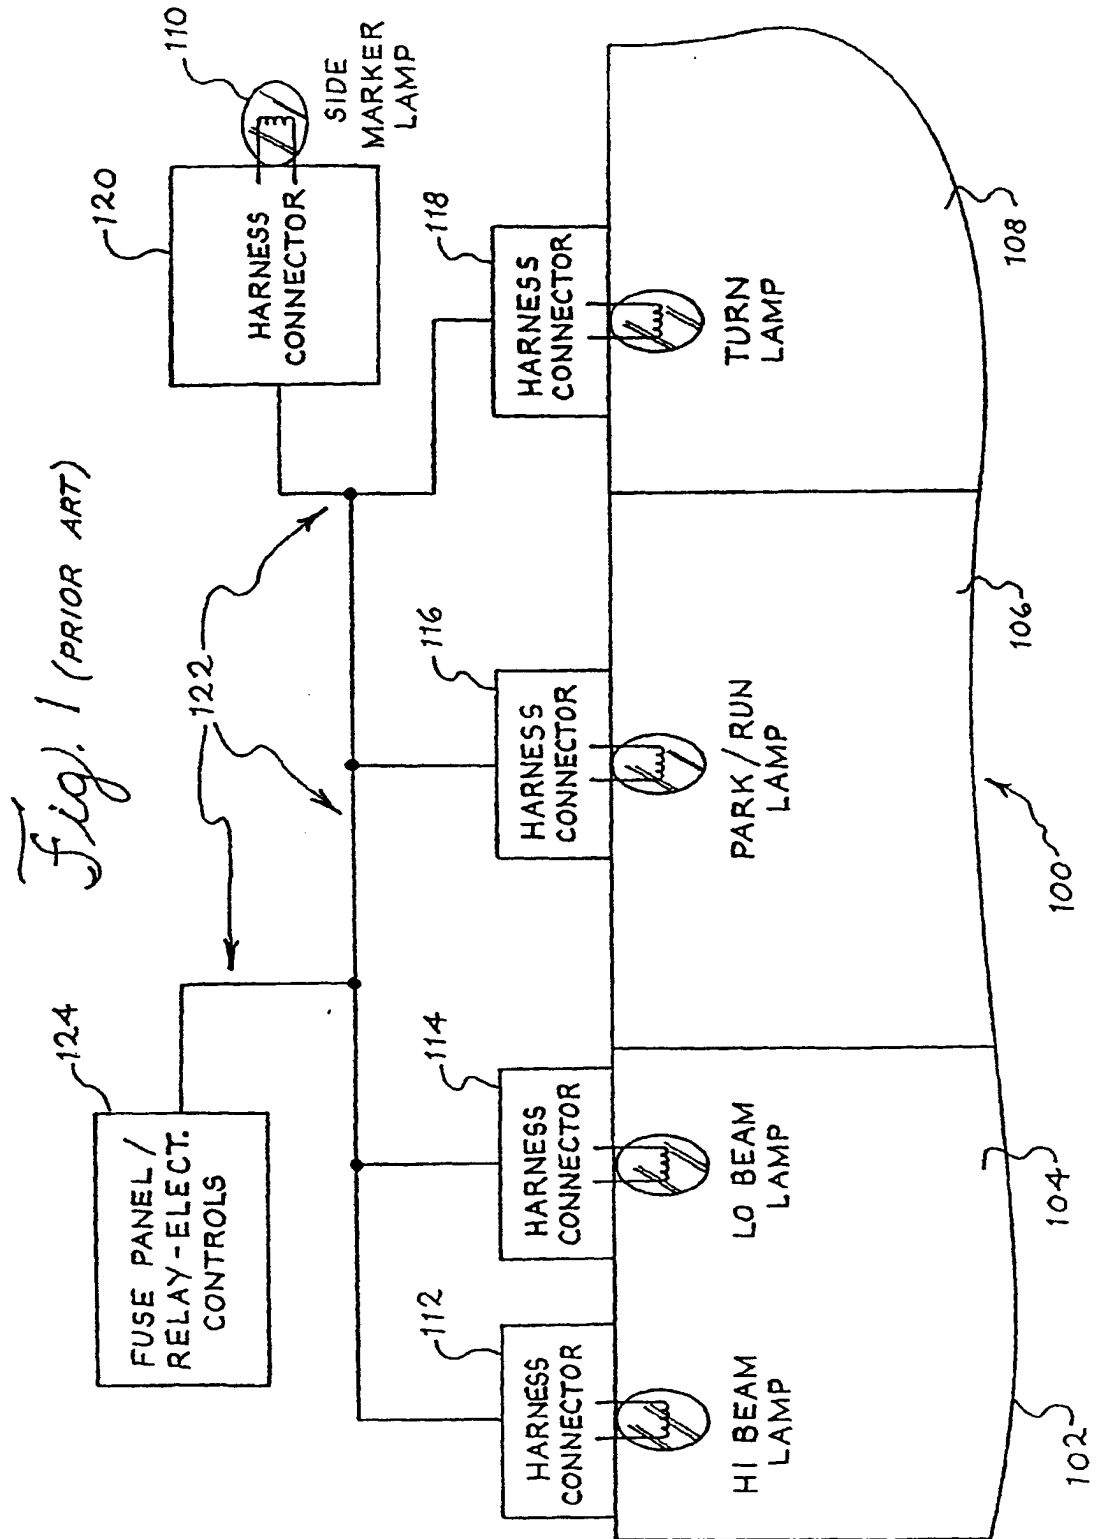 Fig. 1 (PRIOR ART)
124
FUSE PANEL/
RELAY-ELECT.
CONTROLS
122
120
HARNESS
CONNECTOR
110
SIDE
MARKER
LAMP
112
HARNESS
CONNECTOR
114
HARNESS
CONNECTOR
116
HARNESS
CONNECTOR
118
HARNESS
CONNECTOR
HI BEAM
LAMP
LO BEAM
LAMP
PARK/RUN
LAMP
TURN
LAMP
102
104
100
106
108